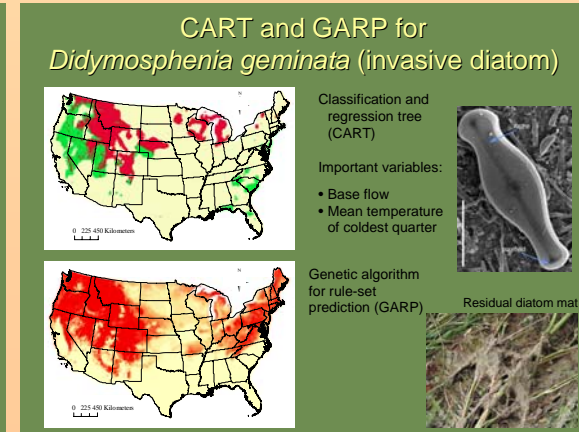 CART and GARP for
Didymosphenia geminata (invasive diatom)
N
0 225 450 Kilometers
Classification and
regression tree
(CART)
Important variables:
• Base flow
• Mean temperature
of coldest quarter
N
0 225 450 Kilometers
Genetic algorithm
for rule-set
prediction (GARP)
Residual diatom mat